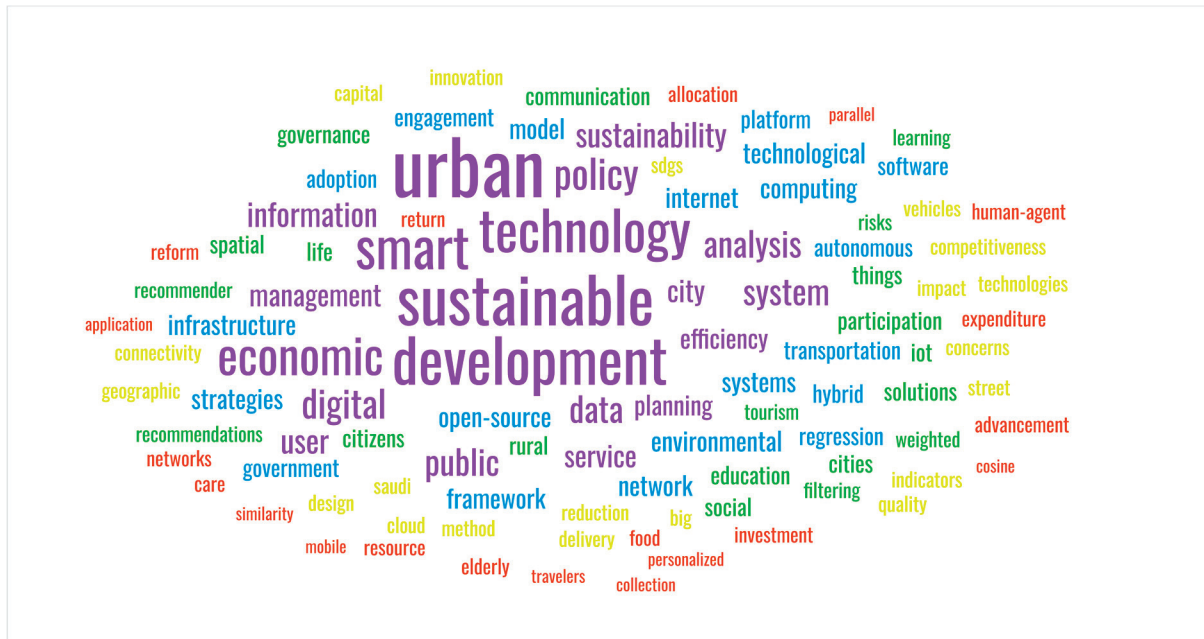 innovation
capital
communication
allocation
engagement
model
sustainability
platform
parallel
governance
learning
urban
policy
sdgs
technological
software
adoption
internet
computing
information
return
technology
vehicles
human-agent
risks
reform
spatial
life
smart
analysis
autonomous
competitiveness
things
recommender
management
sustainable
city
system
impact
technologies
application
infrastructure
participation
expenditure
connectivity
economic
development
efficiency
transportation
iot
concerns
geographic
strategies
digital
systems
hybrid
solutions
street
open-source
data
planning
tourism
advancement
recommendations
user
citizens
rural
environmental
regression
weighted
networks
government
public
service
education
cities
cosine
care
saudi
framework
network
filtering
indicators
similarity
design
cloud
method
reduction
big
social
quality
mobile
resource
delivery
food
investment
elderly
travelers
personalized
collection